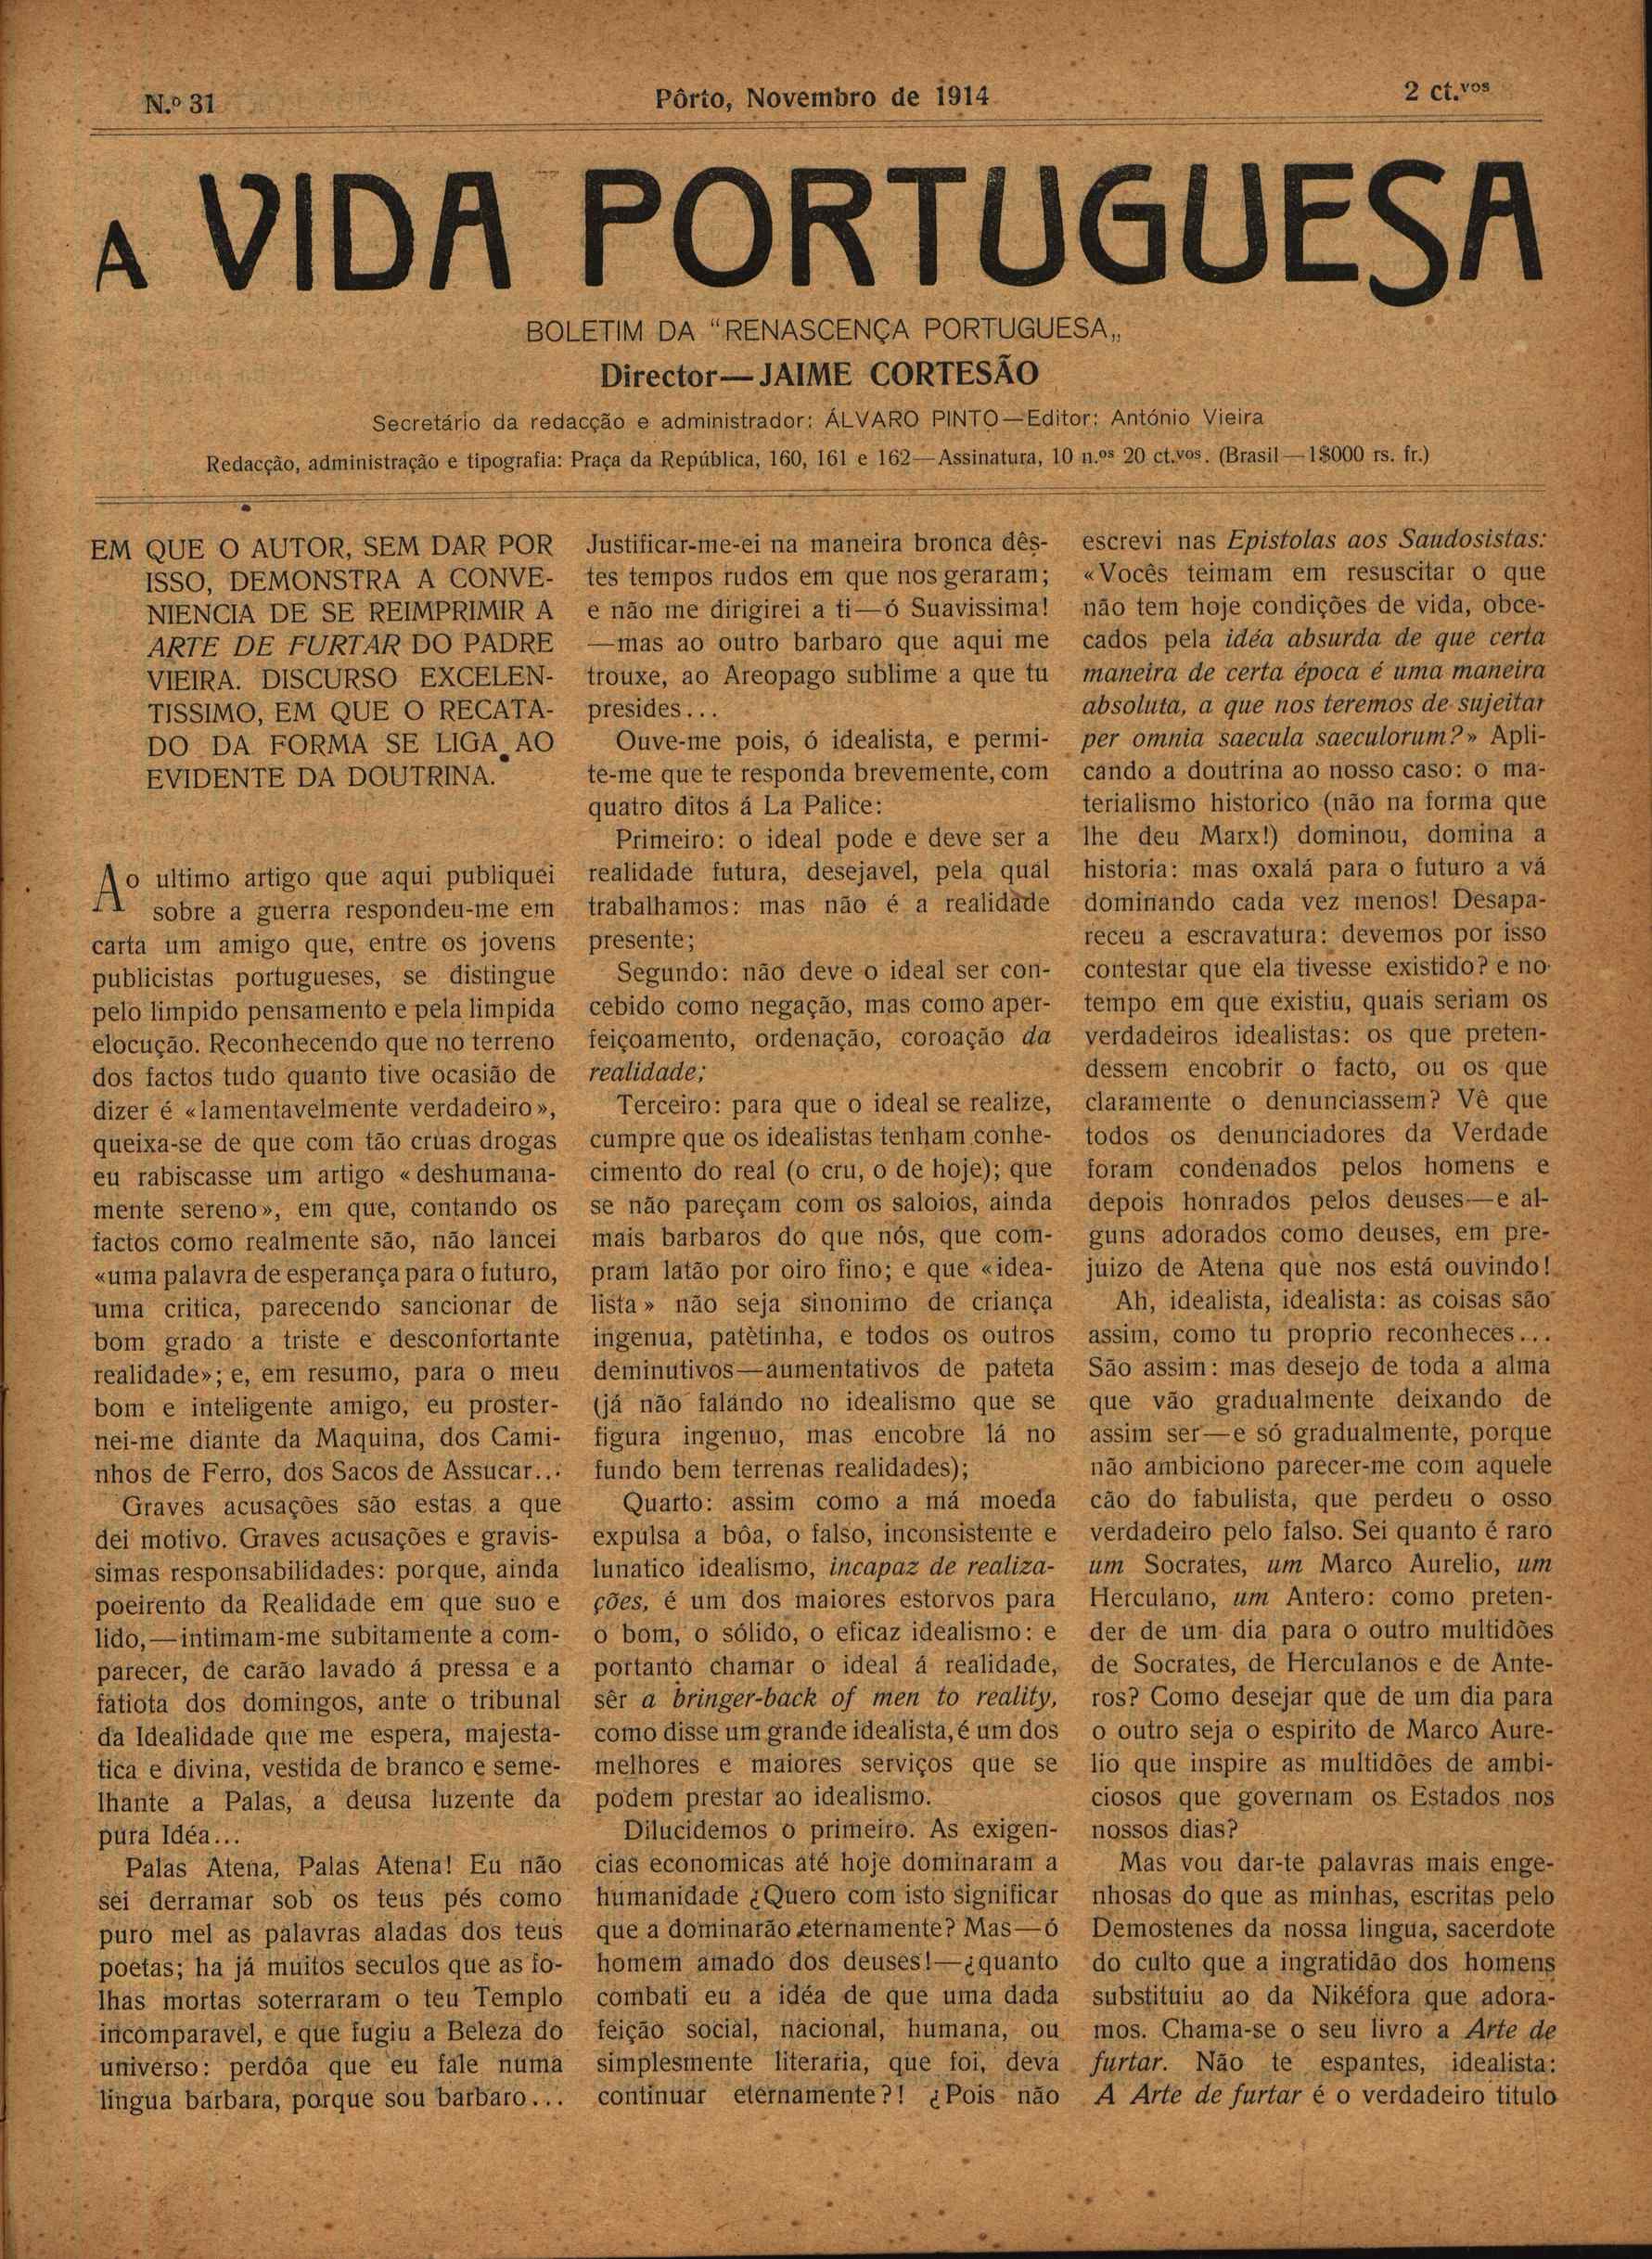 N.º 31
Pôrto, Novembro de 1914
2 ct.vos
A VIDA PORTUGUESA
BOLETIM DA "RENASCENÇA PORTUGUESA„
Director—JAIME CORTESÃO
Secretário da redacção e administrador: ÁLVARO PINTO—Editor: António Vieira
Redacção, administração e tipografia: Praça da República, 160, 161 e 162—Assinatura, 10 n.os 20 ct.vos. (Brasil—1$000 rs. fr.)
EM QUE O AUTOR, SEM DAR POR
ISSO, DEMONSTRA A CONVE-
NIENCIA DE SE REIMPRIMIR A
ARTE DE FURTAR DO PADRE
VIEIRA. DISCURSO EXCELEN-
TISSIMO, EM QUE O RECATA-
DO DA FORMA SE LIGA AO
EVIDENTE DA DOUTRINA.
Ao ultimo artigo que aqui publiquei
sobre a guerra respondeu-me em
carta um amigo que, entre os jovens
publicistas portugueses, se distingue
pelo limpido pensamento e pela limpida
elocução. Reconhecendo que no terreno
dos factos tudo quanto tive ocasião de
dizer é «lamentavelmente verdadeiro»,
queixa-se de que com tão cruas drogas
eu rabiscasse um artigo «deshumana-
mente sereno», em que, contando os
factos como realmente são, não lancei
«uma palavra de esperança para o futuro,
uma critica, parecendo sancionar de
bom grado a triste e desconfortante
realidade»; e, em resumo, para o meu
bom e inteligente amigo, eu proster-
nei-me diante da Maquina, dos Cami-
nhos de Ferro, dos Sacos de Assucar...
Graves acusações são estas a que
dei motivo. Graves acusações e gravis-
simas responsabilidades: porque, ainda
poeirento da Realidade em que suo e
lido,—intimam-me subitamente a com-
parecer, de carão lavado á pressa e a
fatiota dos domingos, ante o tribunal
da Idealidade que me espera, majesta-
tica e divina, vestida de branco e seme-
lhante a Palas, a deusa luzente da
pura Idéa...
Palas Atena, Palas Atena! Eu não
sei derramar sob os teus pés como
puro mel as palavras aladas dos teus
poetas; ha já muitos seculos que as fo-
lhas mortas soterraram o teu Templo
incomparavel, e que fugiu a Beleza do
universo: perdôa que eu fale numa
lingua barbara, porque sou barbaro...
Justificar-me-ei na maneira bronca dês-
tes tempos rudos em que nos geraram;
e não me dirigirei a ti—ó Suavissima!
—mas ao outro barbaro que aqui me
trouxe, ao Areopago sublime a que tu
presides...
Ouve-me pois, ó idealista, e permi-
te-me que te responda brevemente, com
quatro ditos á La Palice:
Primeiro: o ideal pode e deve ser a
realidade futura, desejavel, pela qual
trabalhamos: mas não é a realidade
presente;
Segundo: não deve o ideal ser con-
cebido como negação, mas como aper-
feiçoamento, ordenação, coroação da
realidade;
Terceiro: para que o ideal se realize,
cumpre que os idealistas tenham conhe-
cimento do real (o cru, o de hoje); que
se não pareçam com os saloios, ainda
mais barbaros do que nós, que com-
pram latão por oiro fino; e que «idea-
lista» não seja sinonimo de criança
ingenua, patètinha, e todos os outros
deminutivos—aumentativos de pateta
(já não falando no idealismo que se
figura ingenuo, mas encobre lá no
fundo bem terrenas realidades);
Quarto: assim como a má moeda
expulsa a bôa, o falso, inconsistente e
lunatico idealismo, incapaz de realiza-
ções, é um dos maiores estorvos para
o bom, o sólido, o eficaz idealismo: e
portanto chamar o ideal á realidade,
sêr a bringer-back of men to reality,
como disse um grande idealista, é um dos
melhores e maiores serviços que se
podem prestar ao idealismo.
Dilucidemos o primeiro. As exigen-
cias economicas até hoje dominaram a
humanidade ¿Quero com isto significar
que a dominarão eternamente? Mas—ó
homem amado dos deuses!—¿quanto
combati eu a idéa de que uma dada
feição social, nacional, humana, ou
simplesmente literaria, que foi, deva
continuar eternamente?! ¿Pois não
escrevi nas Epistolas aos Saudosistas:
«Vocês teimam em resuscitar o que
não tem hoje condições de vida, obce-
cados pela idéa absurda de que certa
maneira de certa época é uma maneira
absoluta, a que nos teremos de sujeitar
per omnia saecula saeculorum?» Apli-
cando a doutrina ao nosso caso: o ma-
terialismo historico (não na forma que
lhe deu Marx!) dominou, domina a
historia: mas oxalá para o futuro a vá
dominando cada vez menos! Desapa-
receu a escravatura: devemos por isso
contestar que ela tivesse existido? e no
tempo em que existiu, quais seriam os
verdadeiros idealistas: os que preten-
dessem encobrir o facto, ou os que
claramente o denunciassem? Vê que
todos os denunciadores da Verdade
foram condenados pelos homens e
depois honrados pelos deuses—e al-
guns adorados como deuses, em pre-
juizo de Atena que nos está ouvindo!
Ah, idealista, idealista: as coisas são
assim, como tu proprio reconheces...
São assim: mas desejo de toda a alma
que vão gradualmente deixando de
assim ser—e só gradualmente, porque
não ambiciono parecer-me com aquele
cão do fabulista, que perdeu o osso
verdadeiro pelo falso. Sei quanto é raro
um Socrates, um Marco Aurelio, um
Herculano, um Antero: como preten-
der de um dia para o outro multidões
de Socrates, de Herculanos e de Ante-
ros? Como desejar que de um dia para
o outro seja o espirito de Marco Aure-
lio que inspire as multidões de ambi-
ciosos que governam os Estados nos
nossos dias?
Mas vou dar-te palavras mais enge-
nhosas do que as minhas, escritas pelo
Demostenes da nossa lingua, sacerdote
do culto que a ingratidão dos homens
substituiu ao da Nikéfora que adora-
mos. Chama-se o seu livro a Arte de
furtar. Não te espantes, idealista:
A Arte de furtar é o verdadeiro titulo